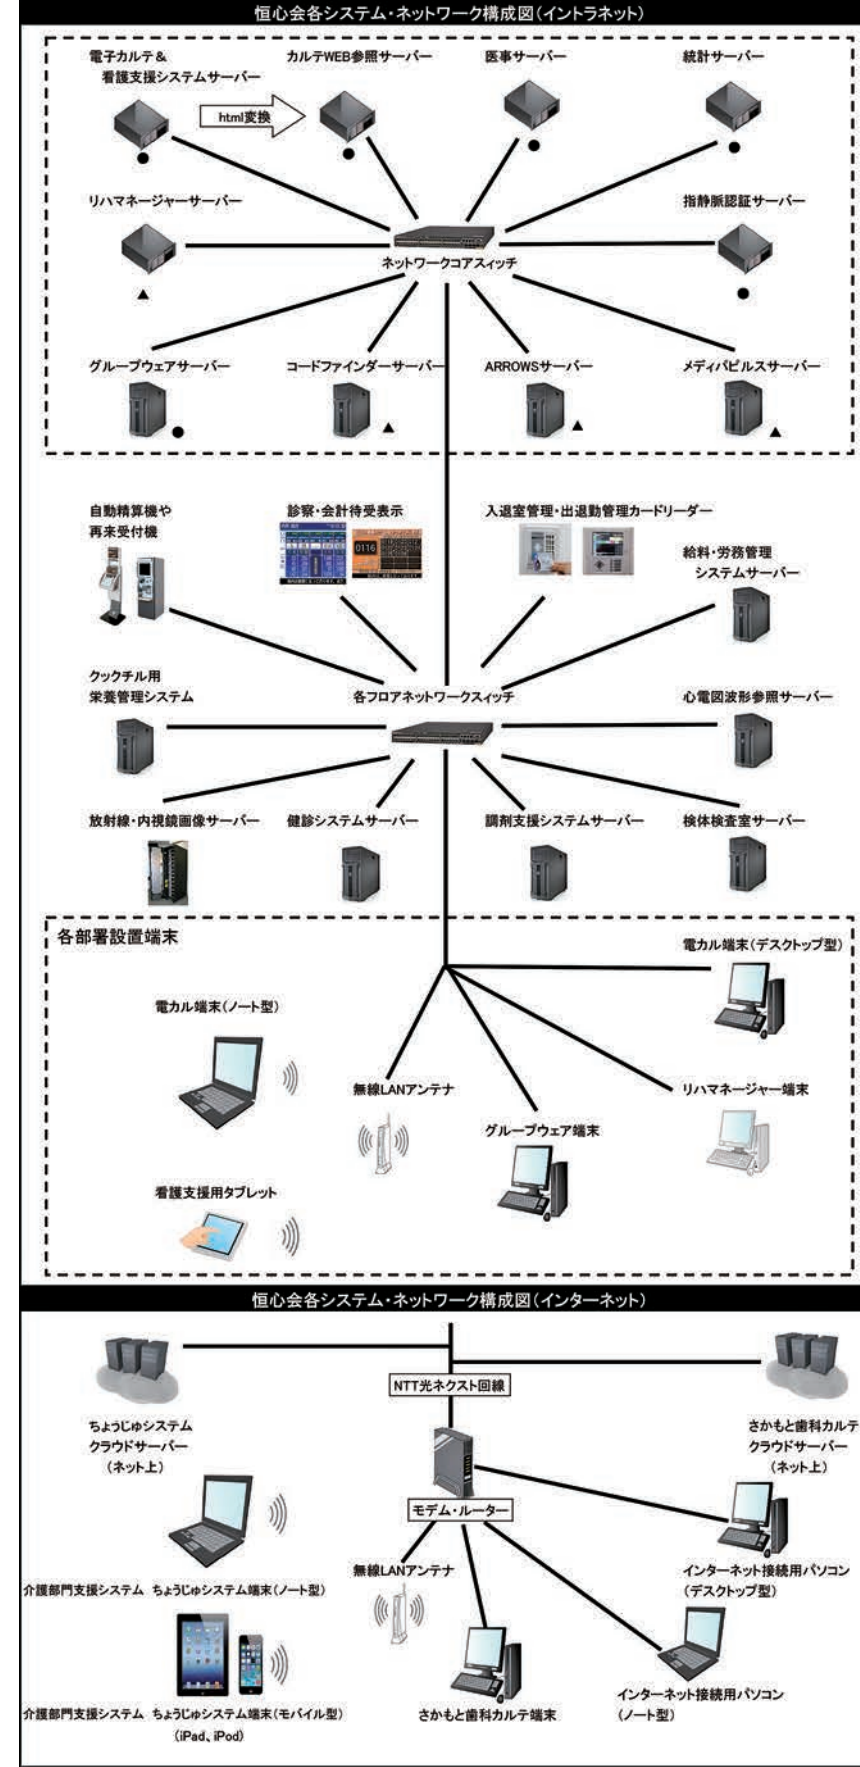 恒心会各システム・ネットワーク構成図(イントラネット)
電子カルテ&
看護支援システムサーバー
カルテWEB参照サーバー
医事サーバー
統計サーバー
html変換
リハマネージャーサーバー
指静脈認証サーバー
ネットワークコアスィッチ
グループウェアサーバー
コードファインダーサーバー
ARROWSサーバー
メディパピルスサーバー
自動精算機や
再来受付機
診察・会計待受表示
入退室管理・出退勤管理カードリーダー
0116
給料・労務管理
システムサーバー
クックチル用
栄養管理システム
各フロアネットワークスィッチ
心電図波形参照サーバー
放射線・内視鏡画像サーバー
健診システムサーバー
調剤支援システムサーバー
検体検査室サーバー
各部署設置端末
電カル端末(デスクトップ型)
電カル端末(ノート型)
無線LANアンテナ
リハマネージャー端末
グループウェア端末
看護支援用タブレット
恒心会各システム・ネットワーク構成図(インターネット)
NTT光ネクスト回線
ちょうじゅシステム
クラウドサーバー
(ネット上)
さかもと歯科カルテ
クラウドサーバー
(ネット上)
モデム・ルーター
無線LANアンテナ
インターネット接続用パソコン
(デスクトップ型)
介護部門支援システム ちょうじゅシステム端末(ノート型)
インターネット接続用パソコン
(ノート型)
さかもと歯科カルテ端末
介護部門支援システム ちょうじゅシステム端末(モバイル型)
(iPad、iPod)